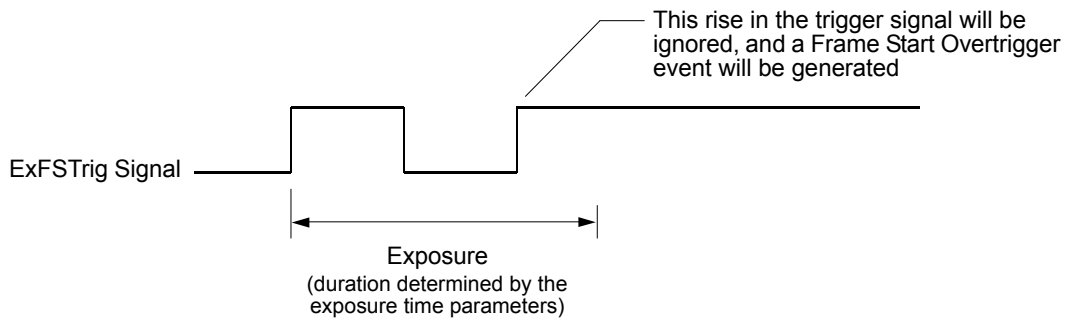 This rise in the trigger signal will be
ignored, and a Frame Start Overtrigger
event will be generated
ExFSTrig Signal
Exposure
(duration determined by the
exposure time parameters)